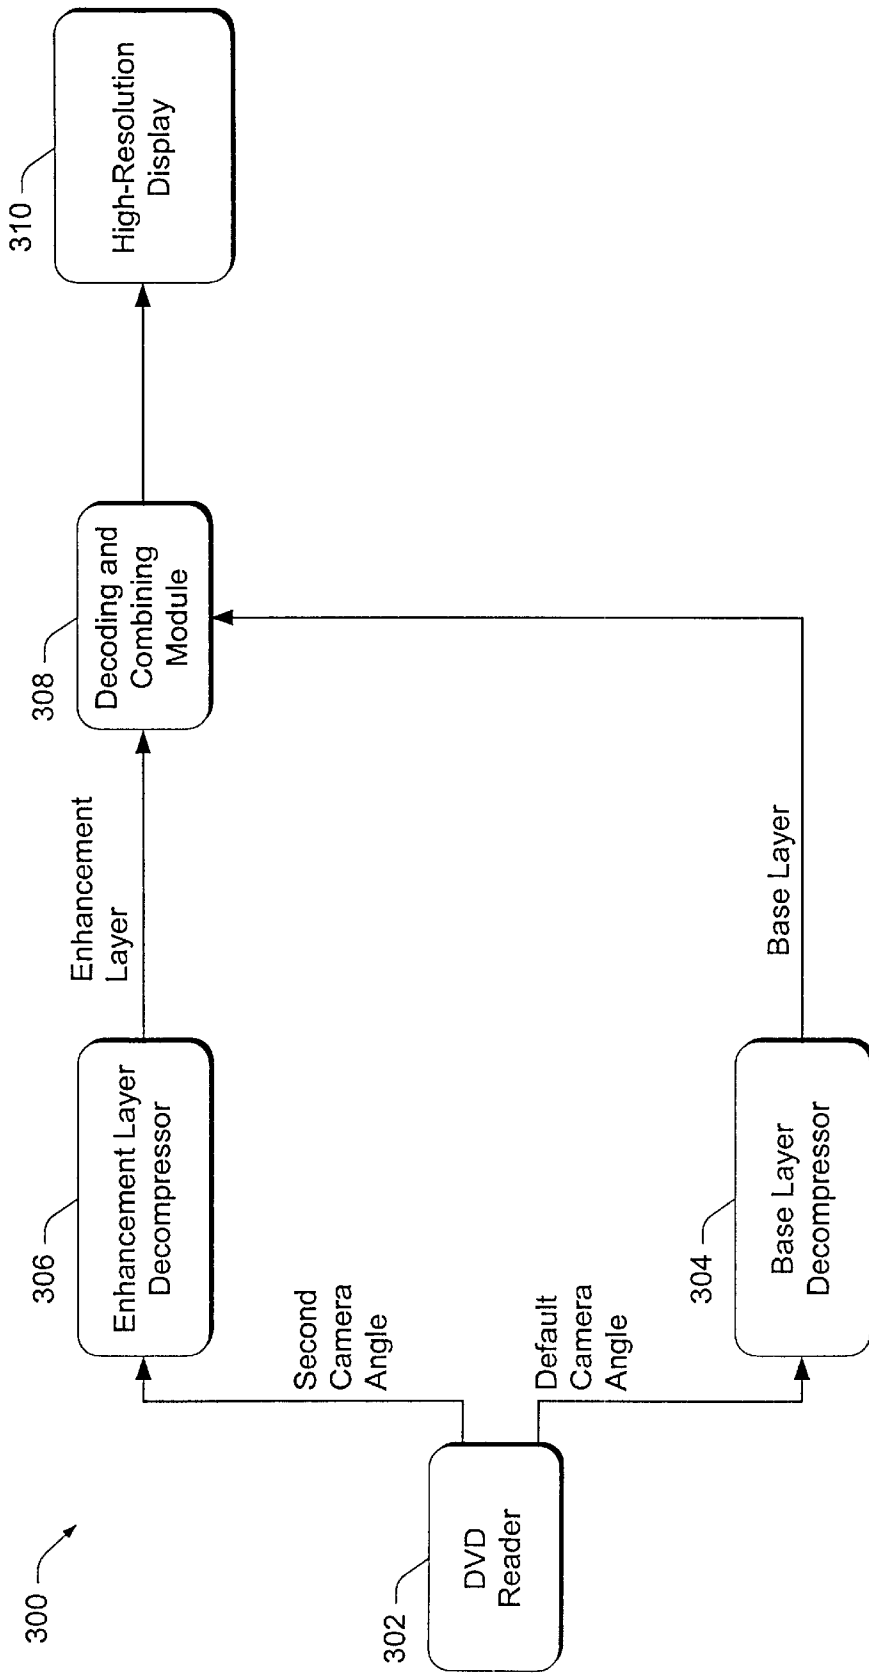 300
302
DVD
Reader
Second
Camera
Angle
Default
Camera
Angle
306
Enhancement Layer
Decompressor
304
Base Layer
Decompressor
Enhancement
Layer
Base Layer
308
Decoding and
Combining
Module
310
High-Resolution
Display